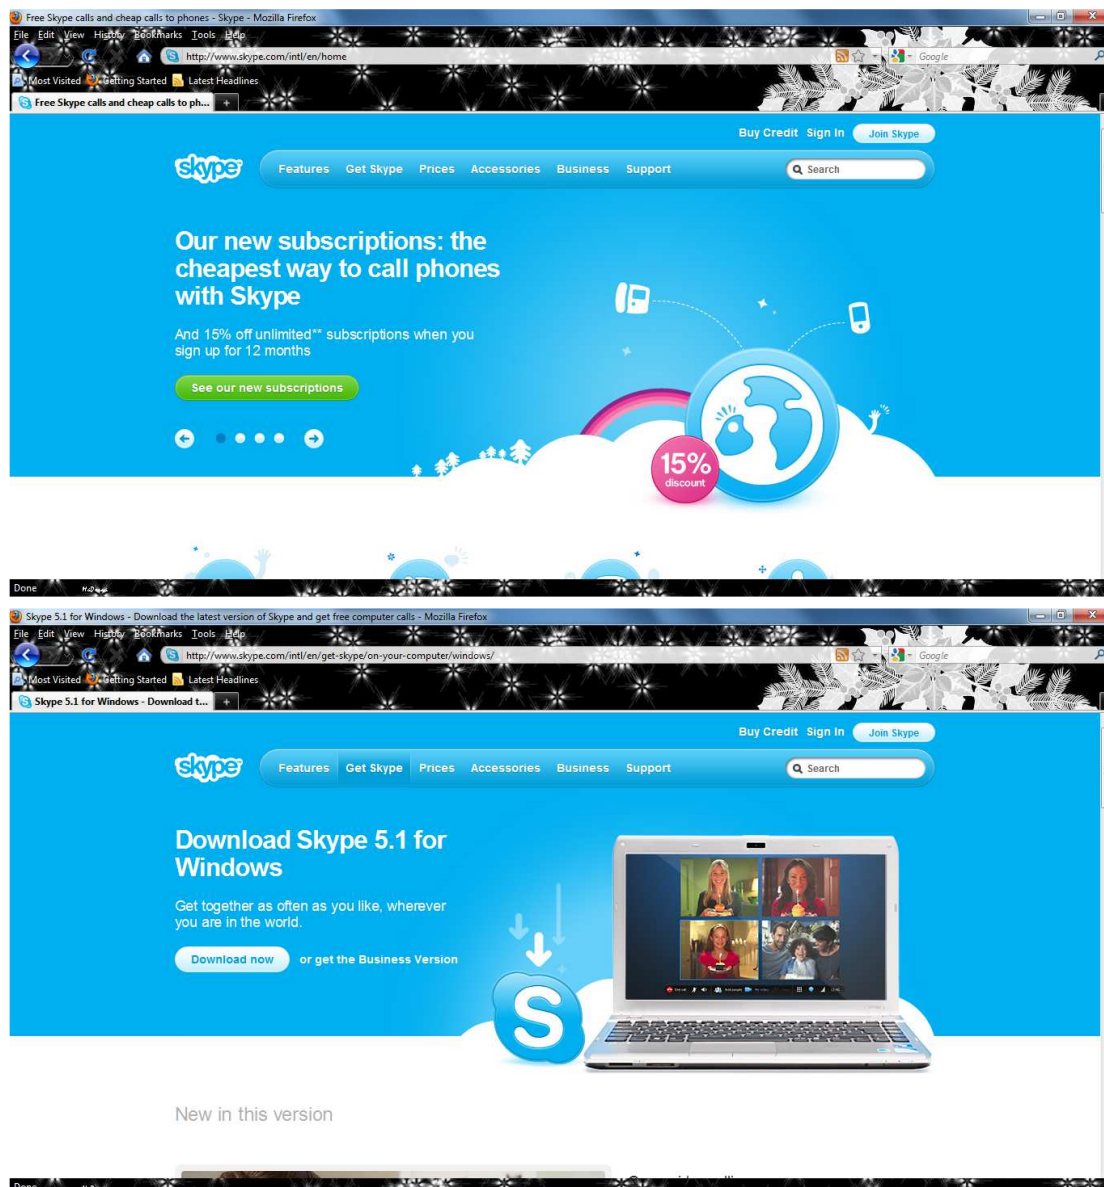 Free Skype calls and cheap calls to phones - Skype - Mozilla Firefox
File Edit View History Bookmarks Tools Help
http://www.skype.com/intl/en/home
Google
Most Visited Getting Started Latest Headlines
Free Skype calls and cheap calls to ph... +
Buy Credit Sign In Join Skype
skype Features Get Skype Prices Accessories Business Support Search
Our new subscriptions: the
cheapest way to call phones
with Skype
And 15% off unlimited** subscriptions when you
sign up for 12 months
See our new subscriptions
15%
discount
Done
Skype 5.1 for Windows - Download the latest version of Skype and get free computer calls - Mozilla Firefox
File Edit View History Bookmarks Tools Help
http://www.skype.com/intl/en/get-skype/on-your-computer/windows/
Google
Most Visited Getting Started Latest Headlines
Skype 5.1 for Windows - Download t... +
Buy Credit Sign In Join Skype
skype Features Get Skype Prices Accessories Business Support Search
Download Skype 5.1 for
Windows
Get together as often as you like, wherever
you are in the world.
Download now or get the Business Version
S
New in this version
Done